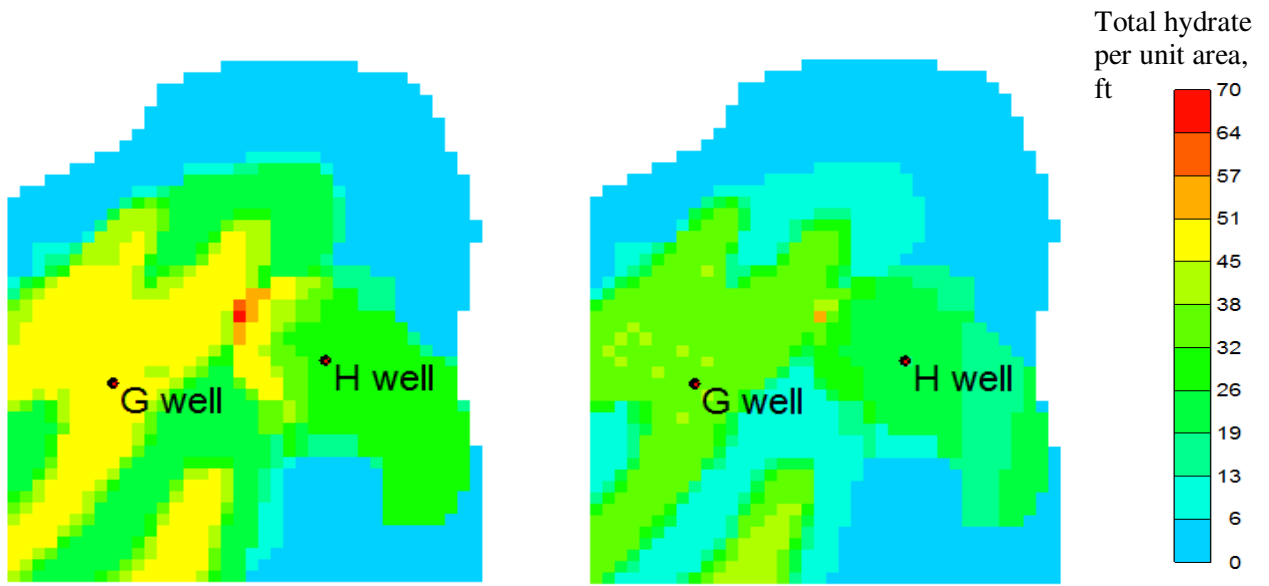 Total hydrate
per unit area,
ft
70
64
57
51
45
38
32
26
19
13
6
0
G well
H well
G well
H well